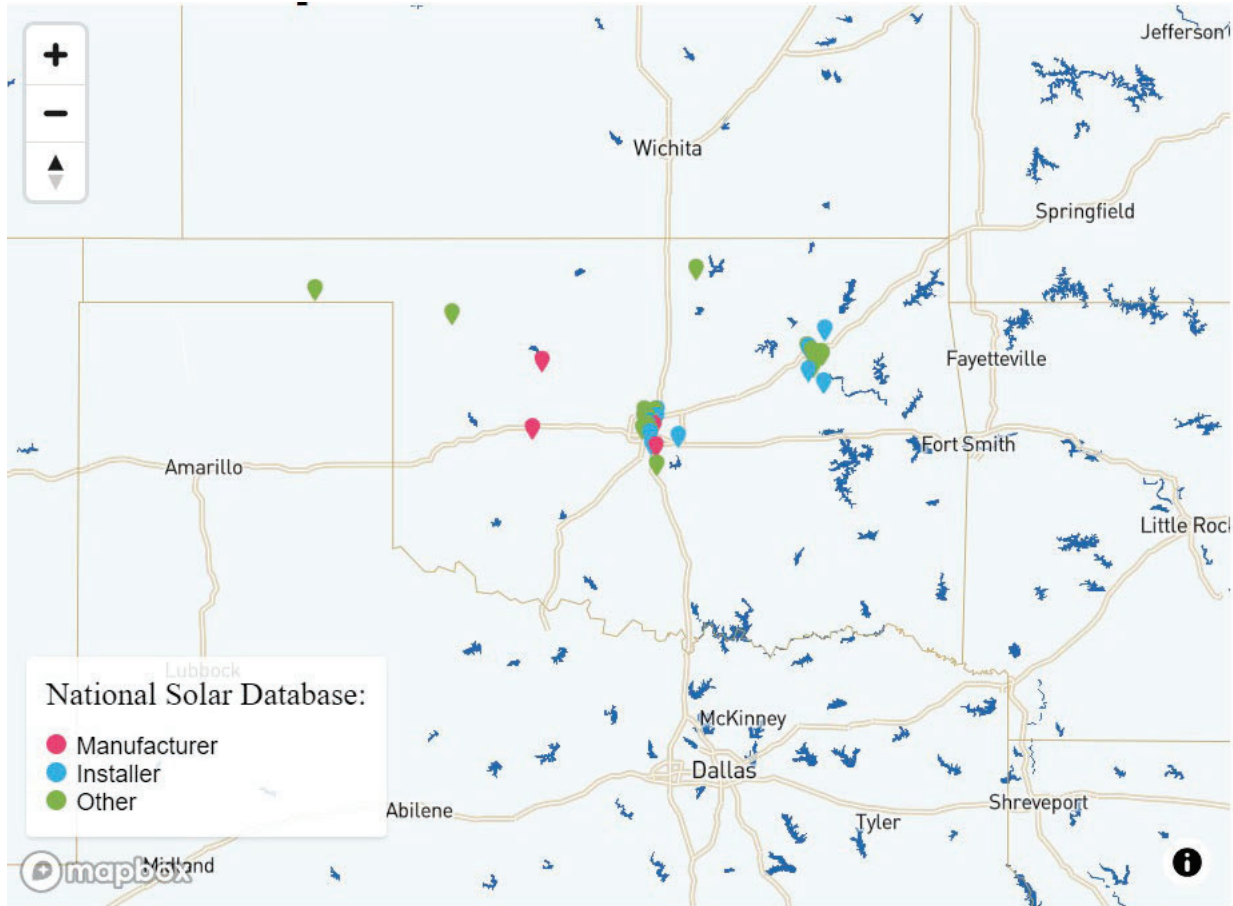 +
−
Jefferson
Wichita
Springfield
Fayetteville
Amarillo
Fort Smith
Little Rock
Lubbock
National Solar Database:
Manufacturer
Installer
Other
McKinney
Dallas
Abilene
Shreveport
Tyler
Midland
mapbox
i